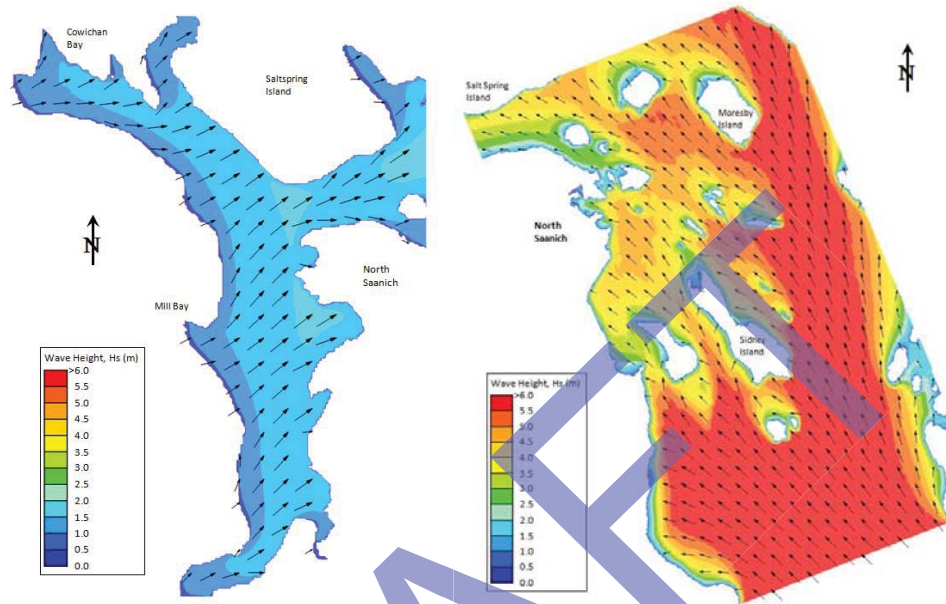 Cowichan
Bay
Saltspring
Island
N
North
Saanich
Mill Bay
Wave Height, Hs (m)
>6.0
5.5
5.0
4.5
4.0
3.5
3.0
2.5
2.0
1.5
1.0
0.5
0.0
N
Salt Spring
Island
Moresby
Island
North
Saanich
Sidney
Island
Wave Height, Hs (m)
>6.0
5.5
5.0
4.5
4.0
3.5
3.0
2.5
2.0
1.5
1.0
0.5
0.0